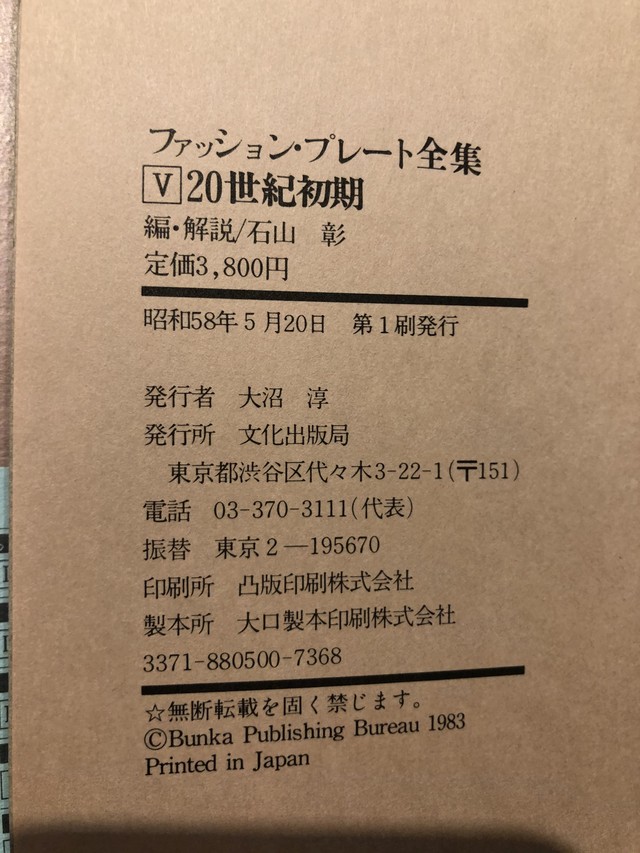 ファッション・プレート全集
V 20世紀初期
編・解説/石山 彰
定価3,800円
昭和58年5月20日 第1刷発行
発行者 大沼 淳
発行所 文化出版局
東京都渋谷区代々木3-22-1(〒151)
電話 03-370-3111(代表)
振替 東京2—195670
印刷所 凸版印刷株式会社
製本所 大口製本印刷株式会社
3371-880500-7368
☆無断転載を固く禁じます。
©Bunka Publishing Bureau 1983
Printed in Japan